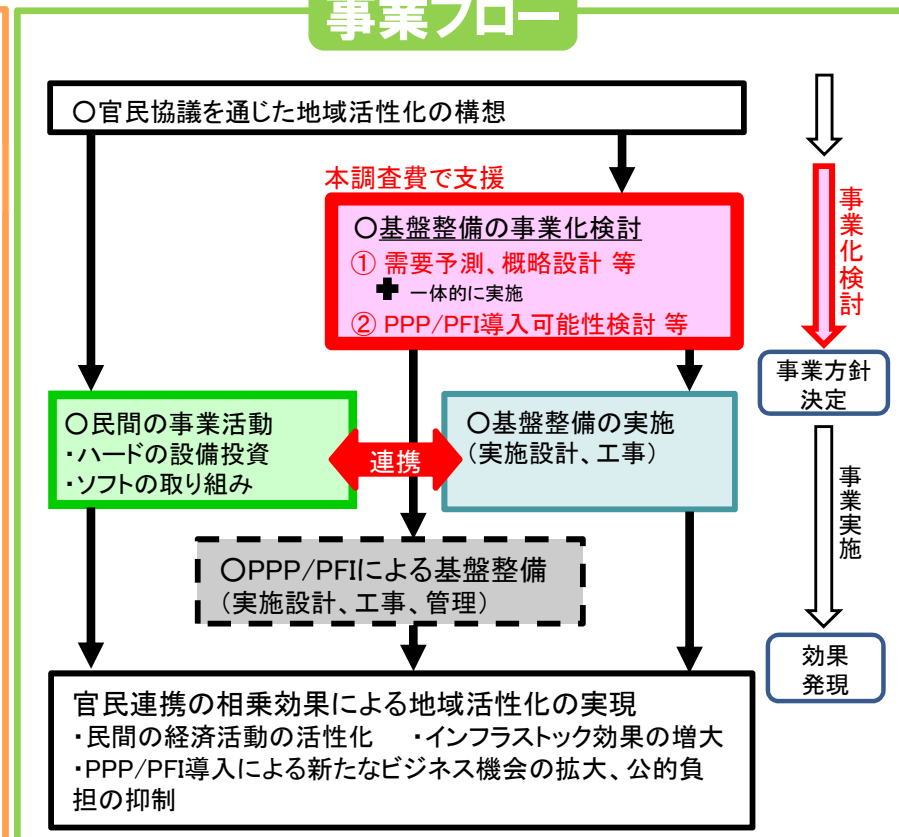 事業フロー
〇官民協議を通じた地域活性化の構想
本調査費で支援
〇基盤整備の事業化検討
① 需要予測、概略設計 等
✚ 一体的に実施
② PPP/PFI導入可能性検討 等
事業化検討
事業方針
決定
〇民間の事業活動
・ハードの設備投資
・ソフトの取り組み
連携
〇基盤整備の実施
(実施設計、工事)
事業実施
〇PPP/PFIによる基盤整備
(実施設計、工事、管理)
効果
発現
官民連携の相乗効果による地域活性化の実現
・民間の経済活動の活性化 ・インフラストック効果の増大
・PPP/PFI導入による新たなビジネス機会の拡大、公的負
担の抑制